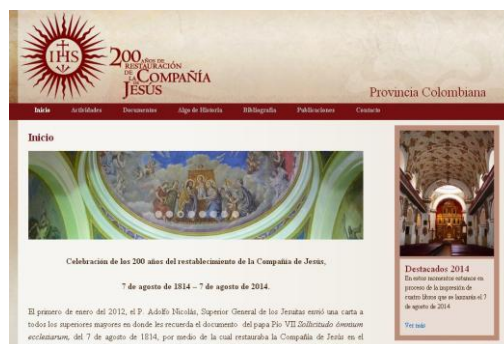 IHS
200 AÑOS DE
RESTAURACIÓN
DE LA COMPAÑÍA
DE JESÚS
Provincia Colombiana
Inicio Actividades Documentos Algo de Historia Bibliografía Publicaciones Contacto
Inicio
Celebración de los 200 años del restablecimiento de la Compañía de Jesús,
7 de agosto de 1814 – 7 de agosto de 2014.
El primero de enero del 2012, el P. Adolfo Nicolás, Superior General de los Jesuitas envió una carta a
todos los superiores mayores en donde les recuerda el documento del papa Pío VII Sollicitudo omnium
ecclesiarum, del 7 de agosto de 1814, por medio de la cual restauraba la Compañía de Jesús en el
Destacados 2014
En estos momentos estamos en
proceso de la impresión de
cuatro libros que se lanzarán el 7
de agosto de 2014
Ver más